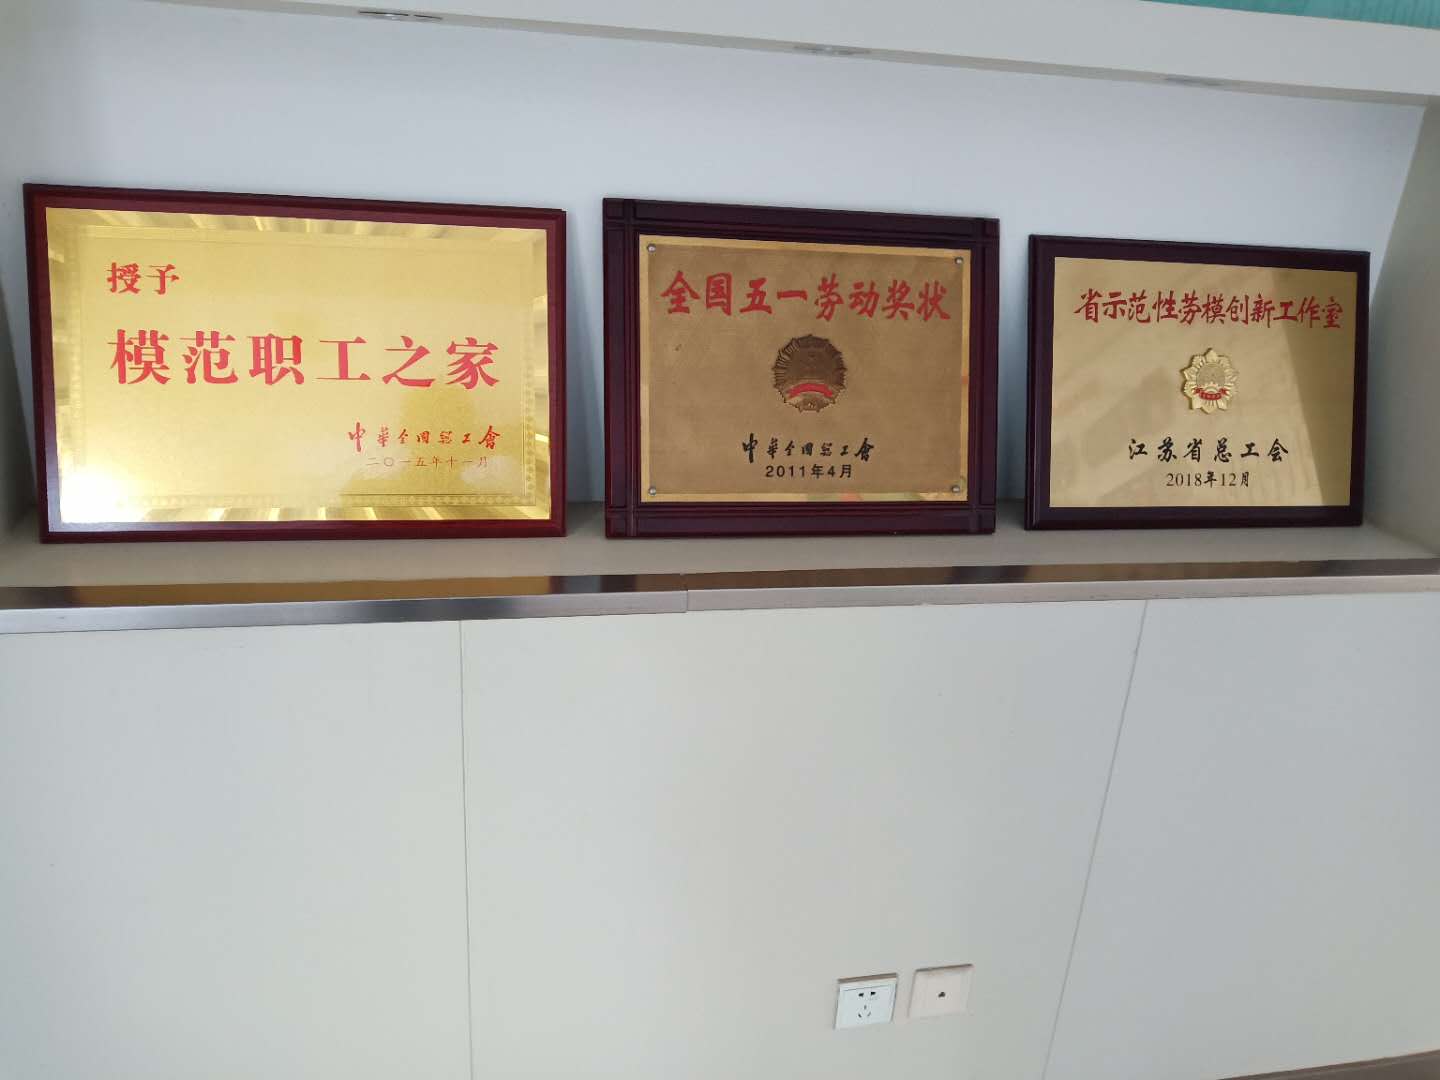 授予
模范职工之家
中华全国总工會
二〇一五年十一月
全国五一劳动奖状
中华全国总工會
2011年4月
省示范性劳模创新工作室
江苏省总工会
2018年12月